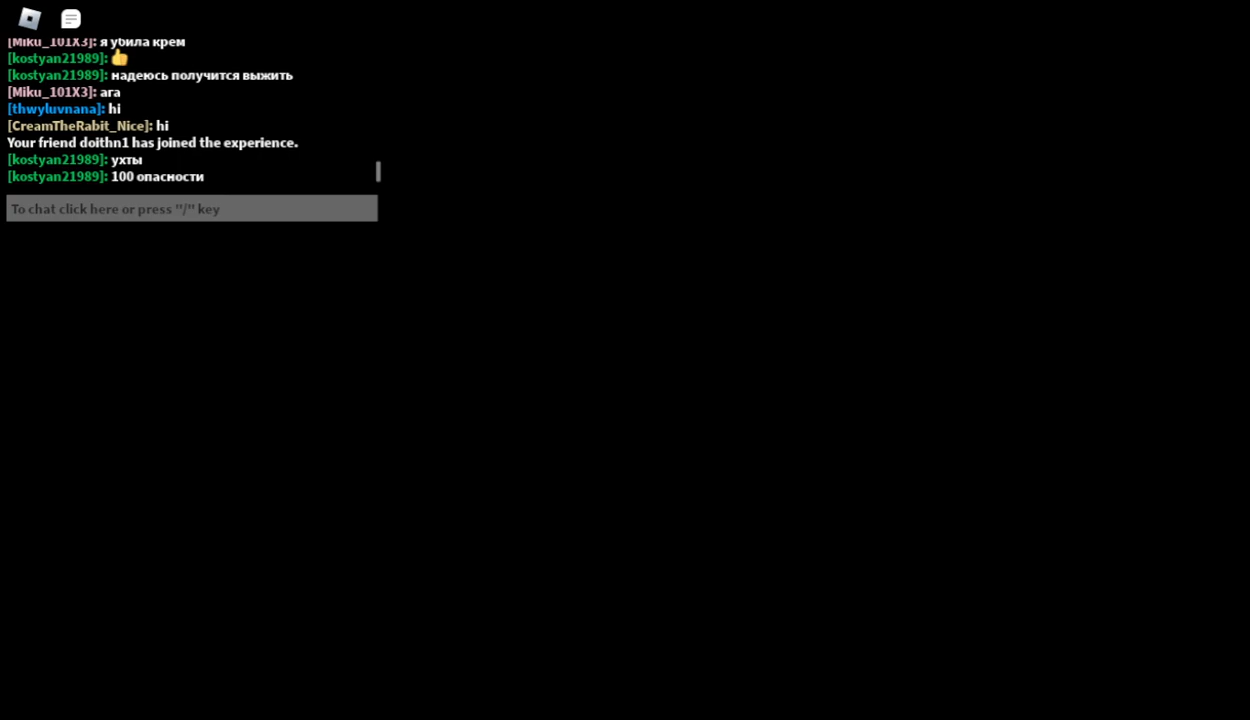 [Miku_101X3]: я убила крем
[kostyan21989]: 👍
[kostyan21989]: надеюсь получится выжить
[Miku_101X3]: ага
[thwyluvnana]: hi
[CreamTheRabit_Nice]: hi
Your friend doithn1 has joined the experience.
[kostyan21989]: ухты
[kostyan21989]: 100 опасности
To chat click here or press "/" key